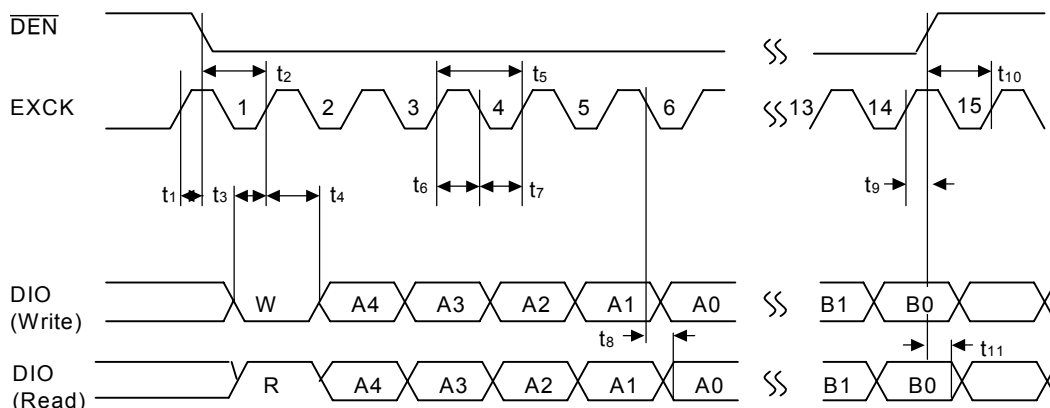 DEN
t2 t5 t10
EXCK 1 2 3 4 5 6 13 14 15
t1 t3 t4 t6 t7 t9
DIO W A4 A3 A2 A1 A0 B1 B0
(Write)
t8 t11
DIO R A4 A3 A2 A1 A0 B1 B0
(Read)